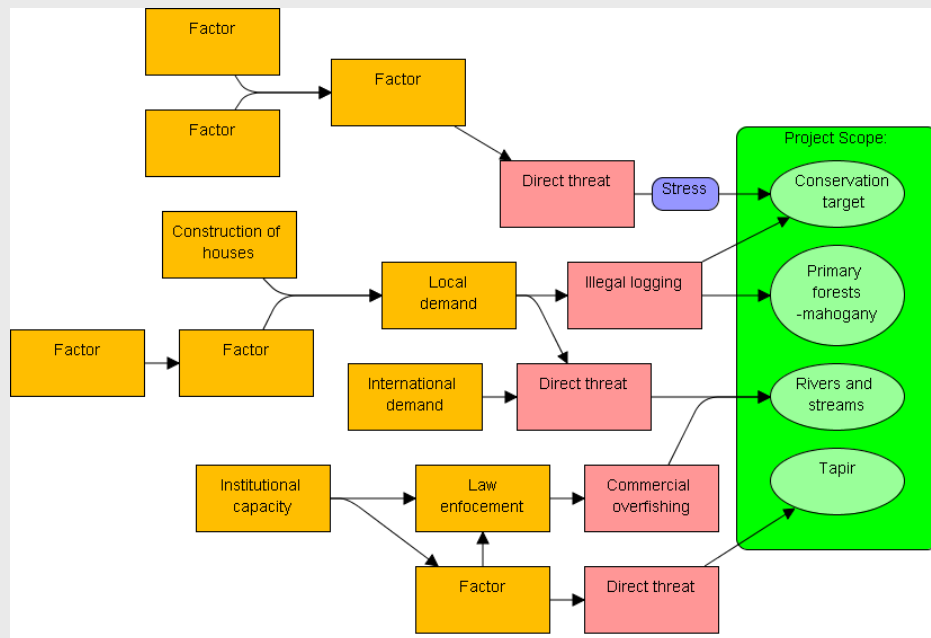 Factor
Factor
Factor
Project Scope:
Direct threat
Stress
Conservation
target
Construction of
houses
Local
demand
Illegal logging
Primary
forests
-mahogany
Factor
Factor
International
demand
Direct threat
Rivers and
streams
Institutional
capacity
Law
enfocement
Commercial
overfishing
Tapir
Factor
Direct threat